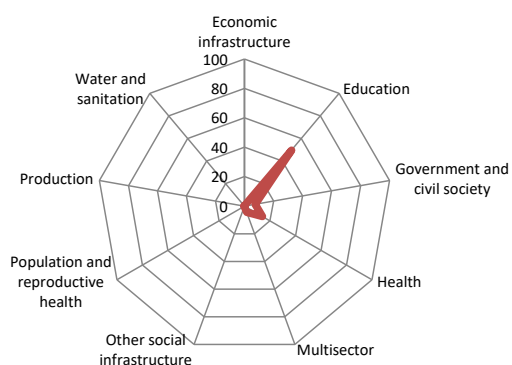 Economic
infrastructure
100
80
60
40
20
0
Education
Government and
civil society
Health
Multisector
Other social
infrastructure
Population and
reproductive
health
Production
Water and
sanitation